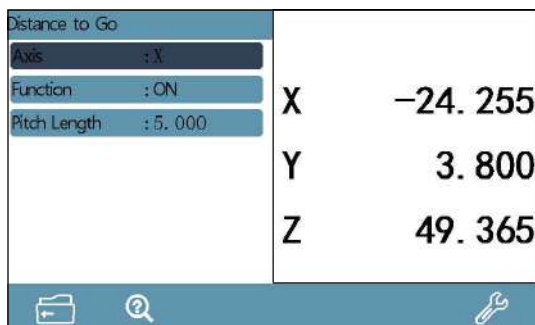 Distance to Go
Axis :X
Function :ON
Pitch Length :5.000
X -24.255
Y 3.800
Z 49.365